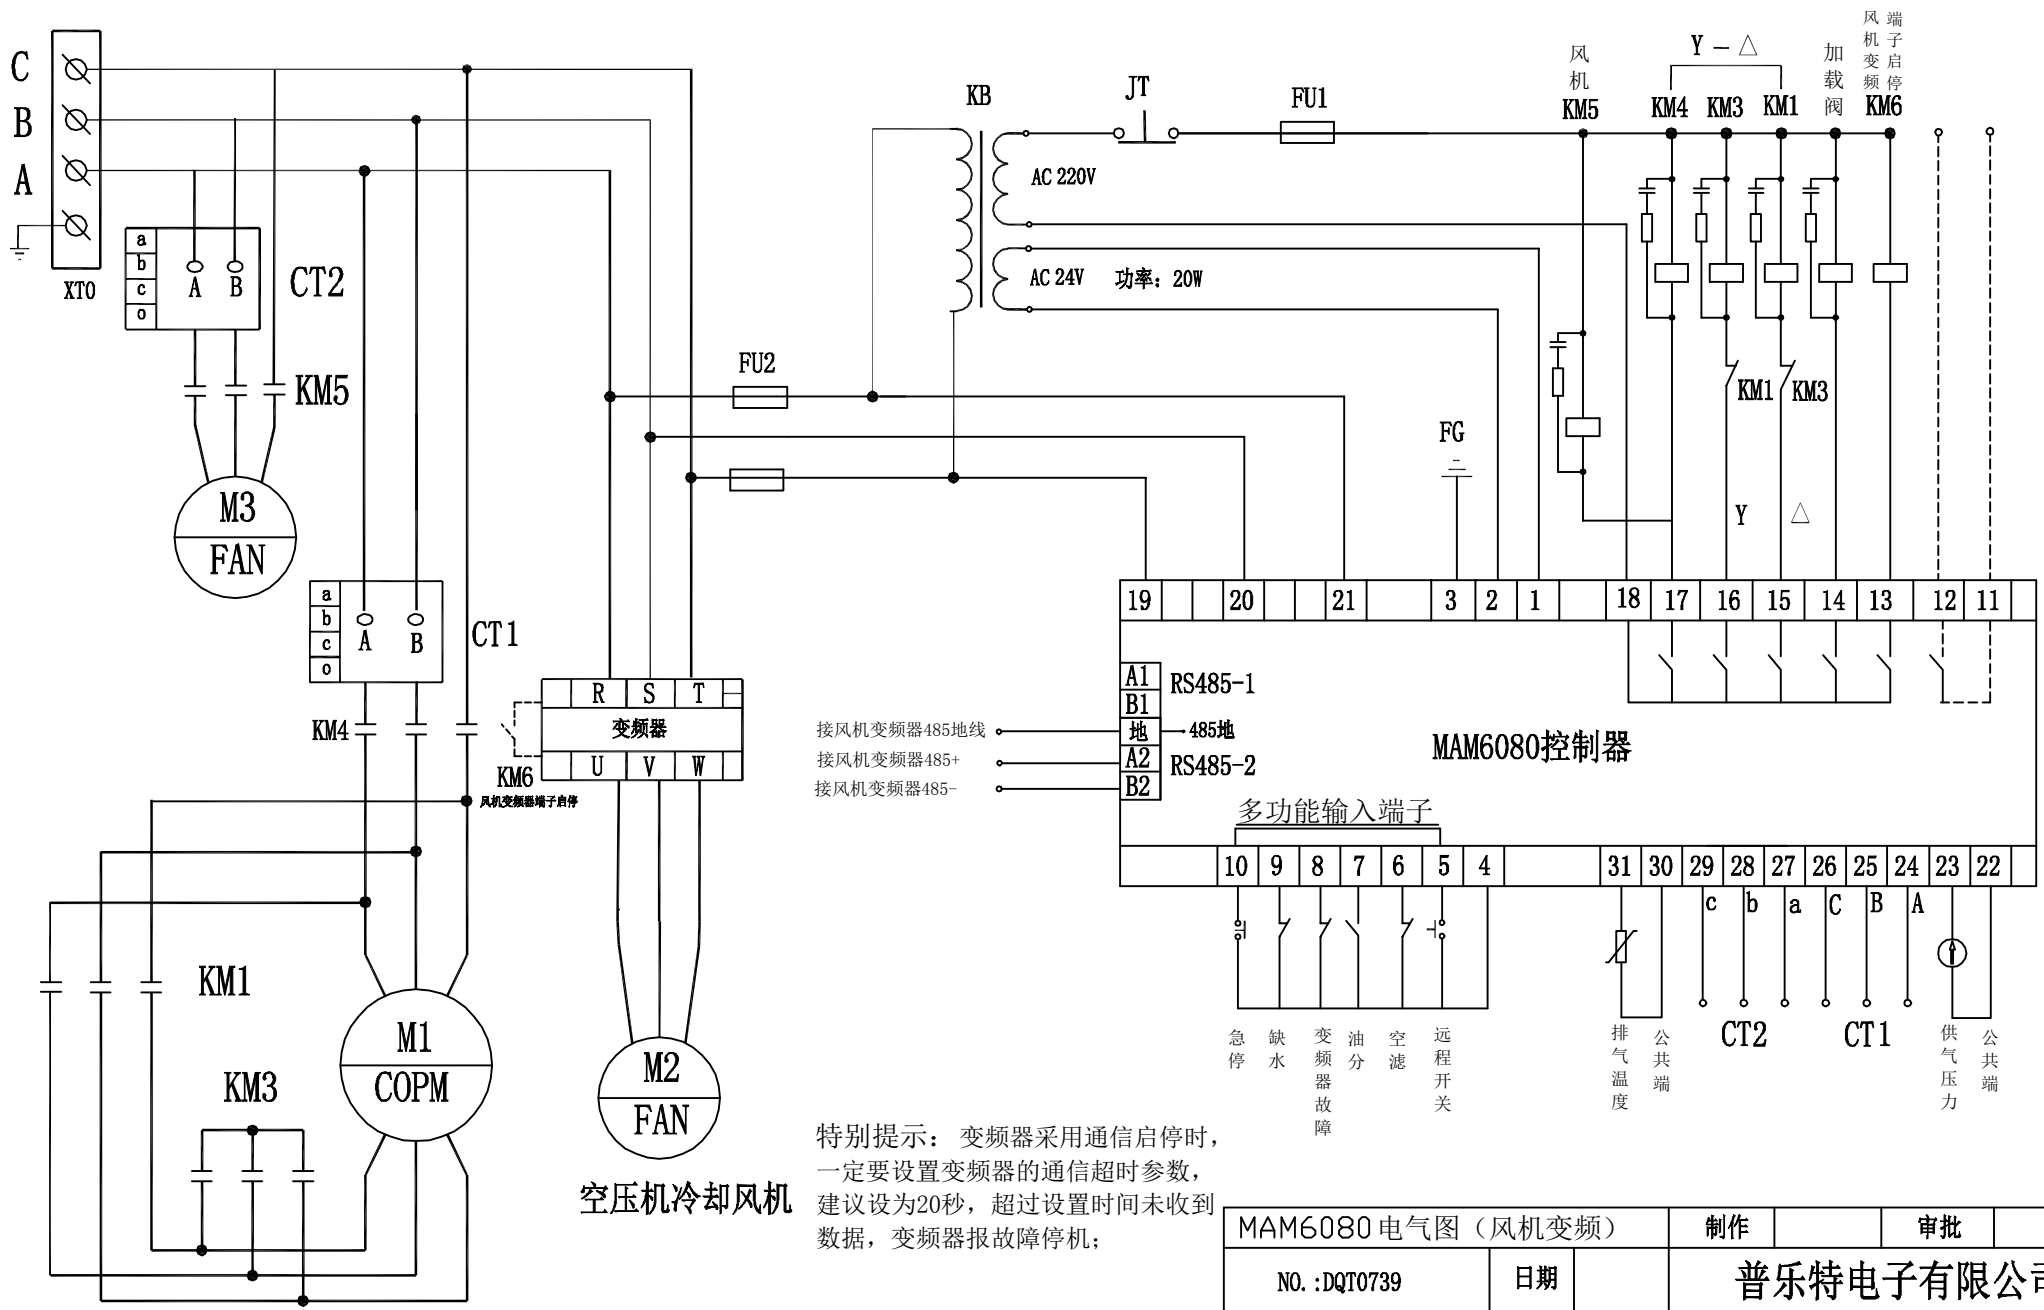 C
B
A
XT0
a
b
c
o
A
B
CT2
KM5
M3
FAN
a
b
c
o
A
B
CT1
KM4
KM1
KM3
M1
COPM
R
S
T
变频器
U
V
W
KM6
风机变频器端子启停
M2
FAN
空压机冷却风机
FU2
KB
JT
FU1
AC 220V
AC 24V
功率：20W
FG
风机
KM5
Y－△
KM4
KM3
KM1
加载阀
风机变频
端子启停
KM6
KM1
KM3
Y
△
19
20
21
3
2
1
18
17
16
15
14
13
12
11
A1
B1
地
A2
B2
RS485-1
485地
RS485-2
接风机变频器485地线
接风机变频器485+
接风机变频器485-
MAM6080控制器
多功能输入端子
10
9
8
7
6
5
4
31
30
29
28
27
26
25
24
23
22
c
b
a
C
B
A
急停
缺水
变频器故障
油分
空滤
远程开关
排气温度
公共端
CT2
CT1
供气压力
公共端
特别提示：变频器采用通信启停时，
一定要设置变频器的通信超时参数，
建议设为20秒，超过设置时间未收到
数据，变频器报故障停机；
MAM6080电气图（风机变频）
制作
审批
NO.:DQT0739
日期
普乐特电子有限公司